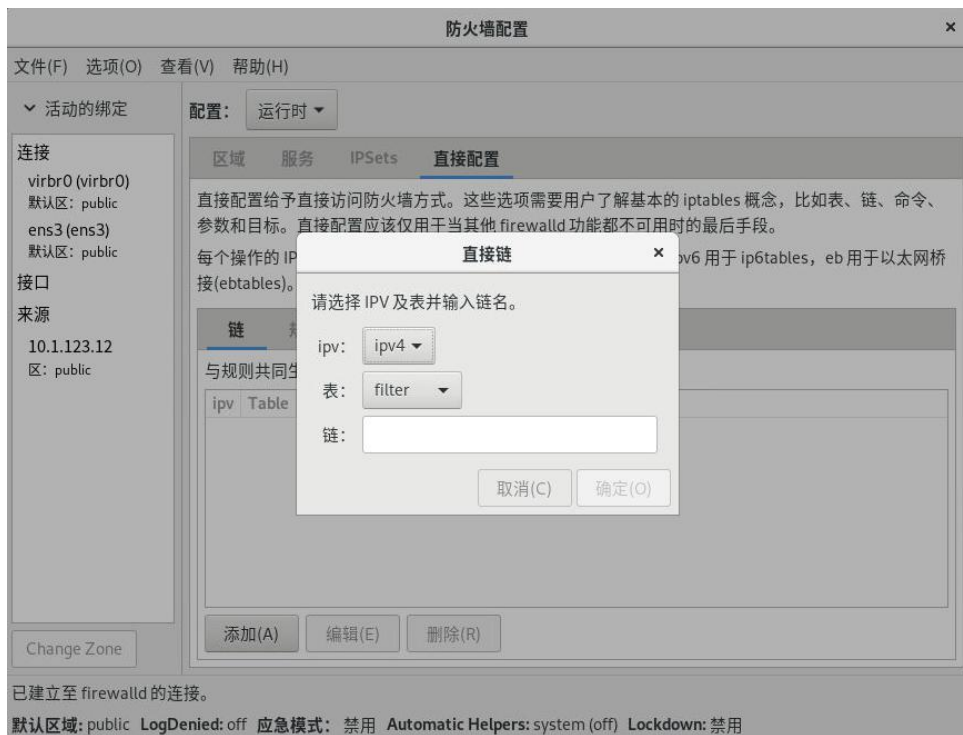 防火墙配置
×
文件(F) 选项(O) 查看(V) 帮助(H)
活动的绑定
配置： 运行时
连接
virbr0 (virbr0)
默认区：public
ens3 (ens3)
默认区：public
接口
来源
10.1.123.12
区：public
Change Zone
区域 服务 IPSets 直接配置
直接配置给予直接访问防火墙方式。这些选项需要用户了解基本的 iptables 概念，比如表、链、命令、
参数和目标。直接配置应该仅用于当其他 firewalld 功能都不可用时的最后手段。
每个操作的 IP
v6 用于 ip6tables，eb 用于以太网桥
接(ebtables)。
链
与规则共同生
ipv Table
直接链
×
请选择 IPV 及表并输入链名。
ipv： ipv4
表： filter
链：
取消(C) 确定(O)
添加(A) 编辑(E) 删除(R)
已建立至 firewalld 的连接。
默认区域: public LogDenied: off 应急模式： 禁用 Automatic Helpers: system (off) Lockdown: 禁用